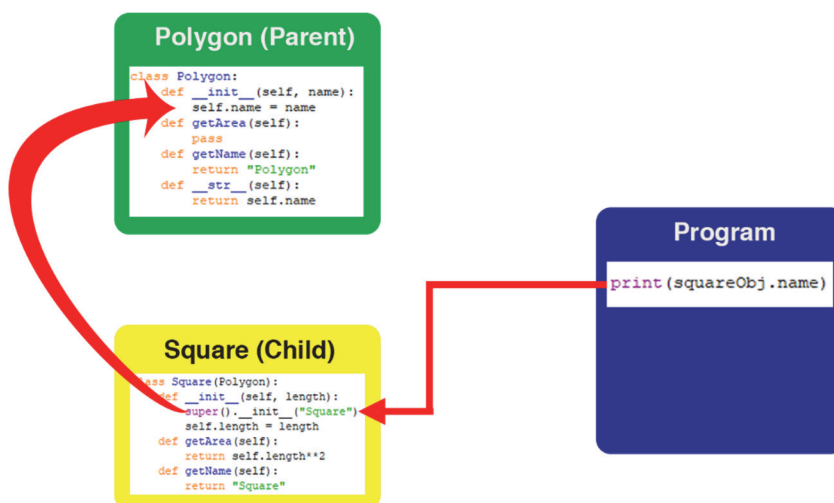 Polygon (Parent)
class Polygon:
    def __init__(self, name):
        self.name = name
    def getArea(self):
        pass
    def getName(self):
        return "Polygon"
    def __str__(self):
        return self.name
Program
print(squareObj.name)
Square (Child)
class Square(Polygon):
    def __init__(self, length):
        super().__init__("Square")
        self.length = length
    def getArea(self):
        return self.length**2
    def getName(self):
        return "Square"